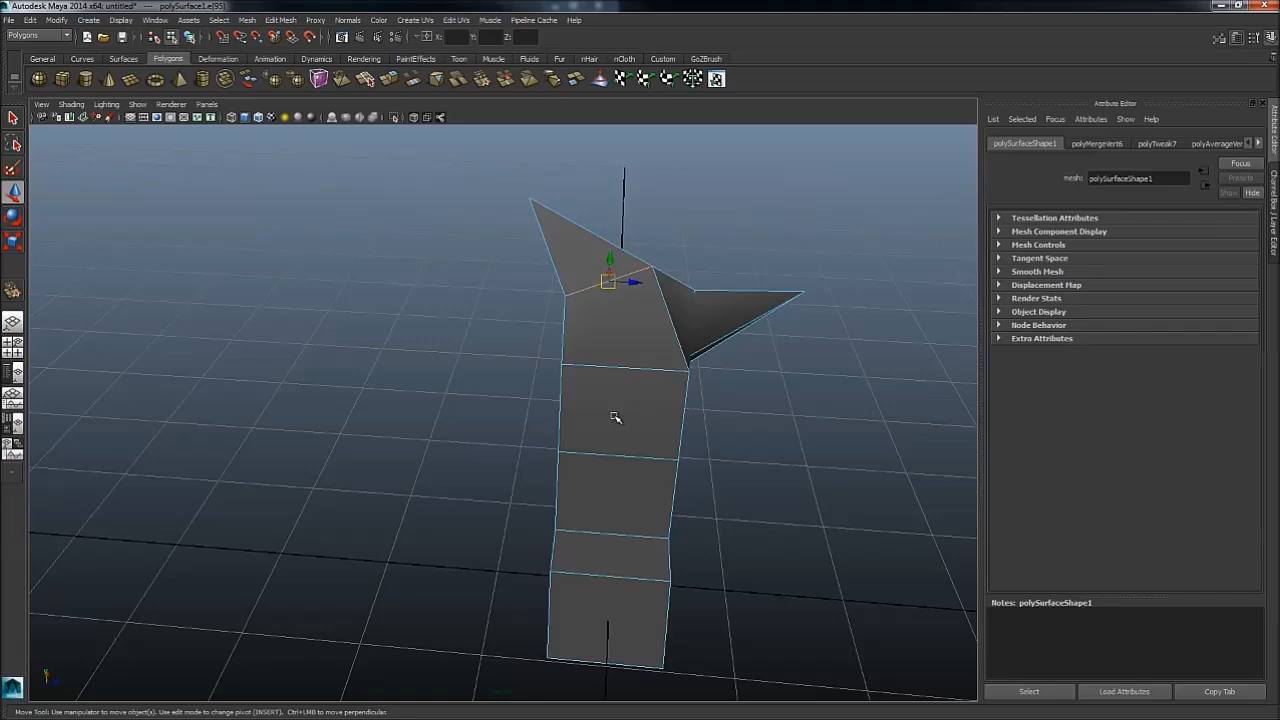 Autodesk Maya 2014 x64: untitled* --- polySurface1.e[95]
File Edit Modify Create Display Window Assets Select Mesh Edit Mesh Proxy Normals Color Create UVs Edit UVs Muscle Pipeline Cache Help
Polygons X: Y: Z:
General Curves Surfaces Polygons Deformation Animation Dynamics Rendering PaintEffects Toon Muscle Fluids Fur nHair nCloth Custom GoZBrush
View Shading Lighting Show Renderer Panels
Attribute Editor
List Selected Focus Attributes Show Help
polySurfaceShape1 polyMergeVert6 polyTweak7 polyAverageVer
Focus
mesh: polySurfaceShape1 Presets
Show Hide
Tessellation Attributes
Mesh Component Display
Mesh Controls
Tangent Space
Smooth Mesh
Displacement Map
Render Stats
Object Display
Node Behavior
Extra Attributes
Notes: polySurfaceShape1
Select Load Attributes Copy Tab
Attribute Editor
Channel Box / Layer Editor
Move Tool: Use manipulator to move object(s). Use edit mode to change pivot (INSERT). Ctrl+LMB to move perpendicular.